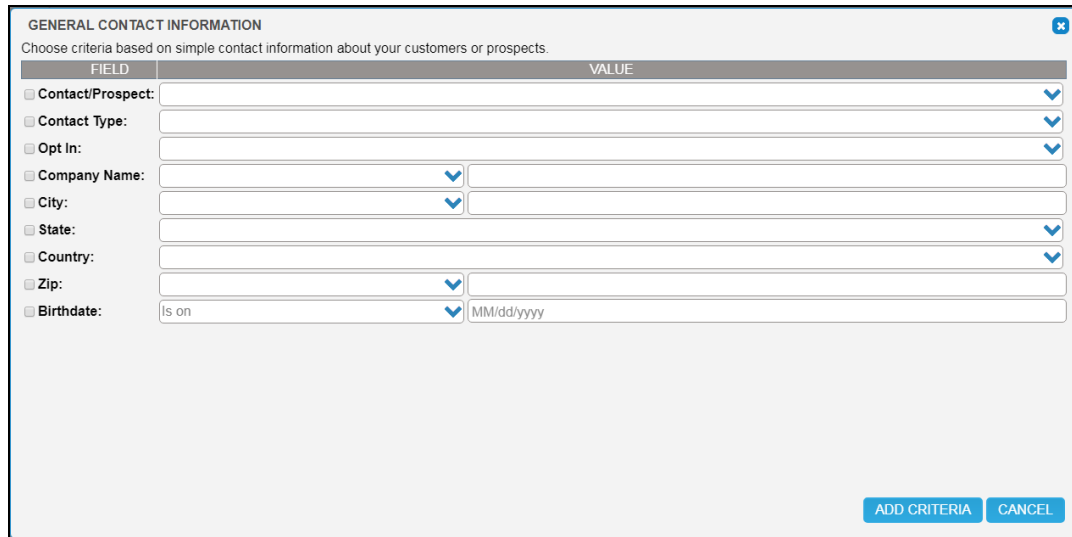 GENERAL CONTACT INFORMATION
Choose criteria based on simple contact information about your customers or prospects.
FIELD VALUE
Contact/Prospect:
Contact Type:
Opt In:
Company Name:
City:
State:
Country:
Zip:
Birthdate: Is on MM/dd/yyyy
ADD CRITERIA CANCEL